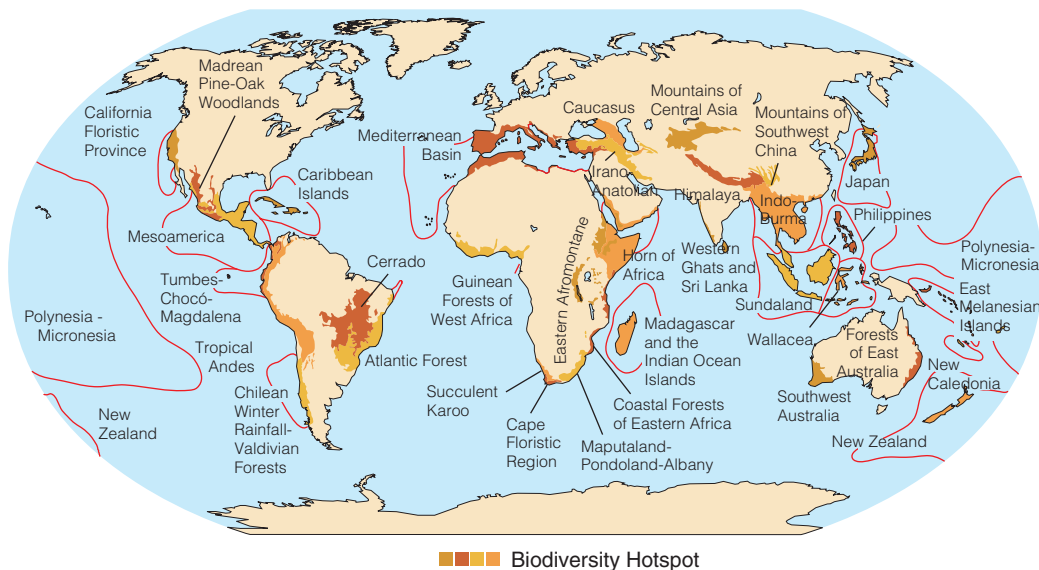 Madrean
Pine-Oak
Woodlands
California
Floristic
Province
Caribbean
Islands
Mesoamerica
Tumbes-
Chocó-
Magdalena
Polynesia -
Micronesia
Tropical
Andes
New
Zealand
Chilean
Winter
Rainfall-
Valdivian
Forests
Cerrado
Atlantic Forest
Mediterranean
Basin
Caucasus
Irano-
Anatolian
Mountains of
Central Asia
Mountains of
Southwest
China
Himalaya
Indo-
Burma
Japan
Philippines
Guinean
Forests of
West Africa
Eastern Afromontane
Horn of
Africa
Western
Ghats and
Sri Lanka
Sundaland
Wallacea
Polynesia-
Micronesia
East
Melanesian
Islands
Madagascar
and the
Indian Ocean
Islands
Succulent
Karoo
Cape
Floristic
Region
Coastal Forests
of Eastern Africa
Maputaland-
Pondoland-Albany
Forests
of East
Australia
Southwest
Australia
New
Caledonia
New Zealand
Biodiversity Hotspot